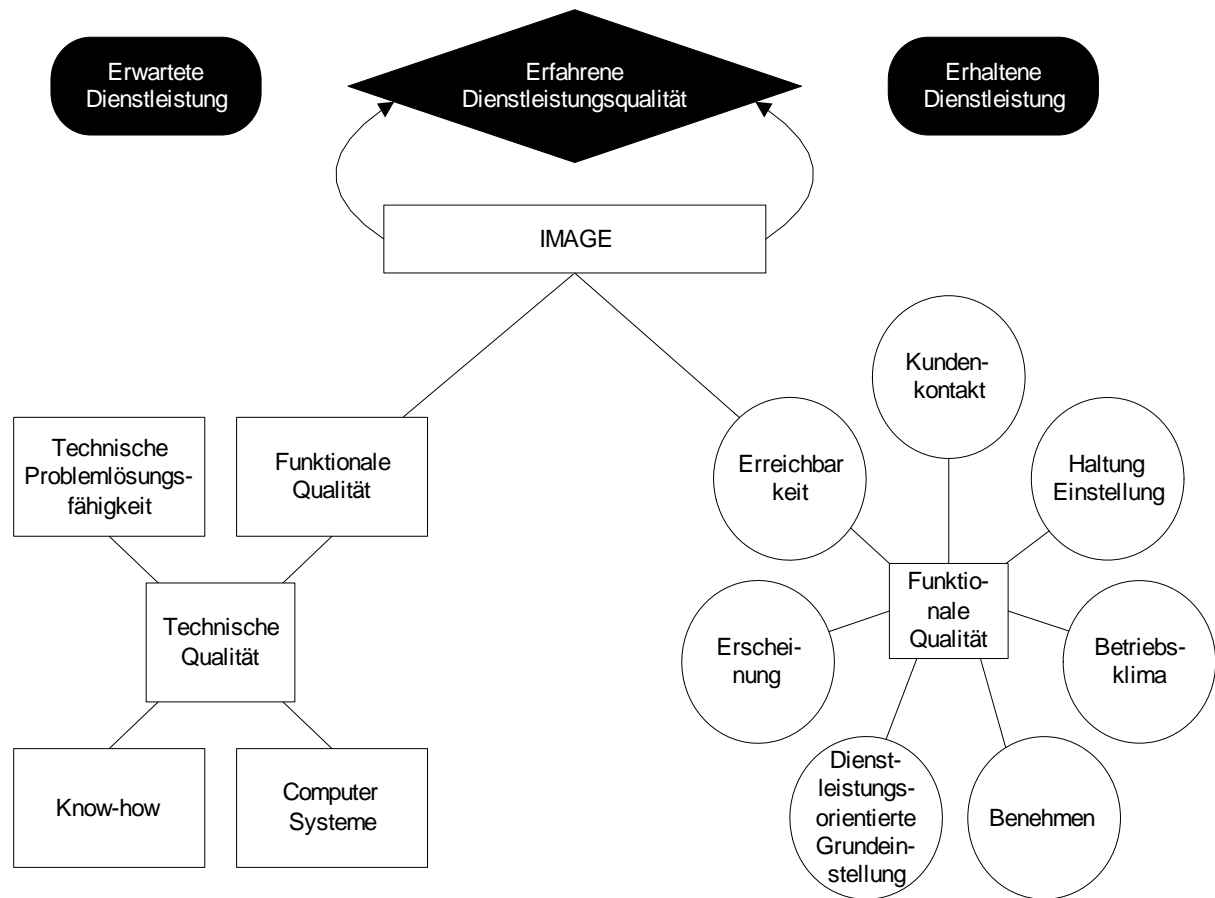 Erwartete
Dienstleistung
Erfahrene
Dienstleistungsqualität
Erhaltene
Dienstleistung
IMAGE
Kunden-
kontakt
Technische
Problemlösungs-
fähigkeit
Funktionale
Qualität
Erreichbar
keit
Haltung
Einstellung
Technische
Qualität
Funktio-
nale
Qualität
Erschei-
nung
Betriebs-
klima
Know-how
Computer
Systeme
Dienst-
leistungs-
orientierte
Grundein-
stellung
Benehmen